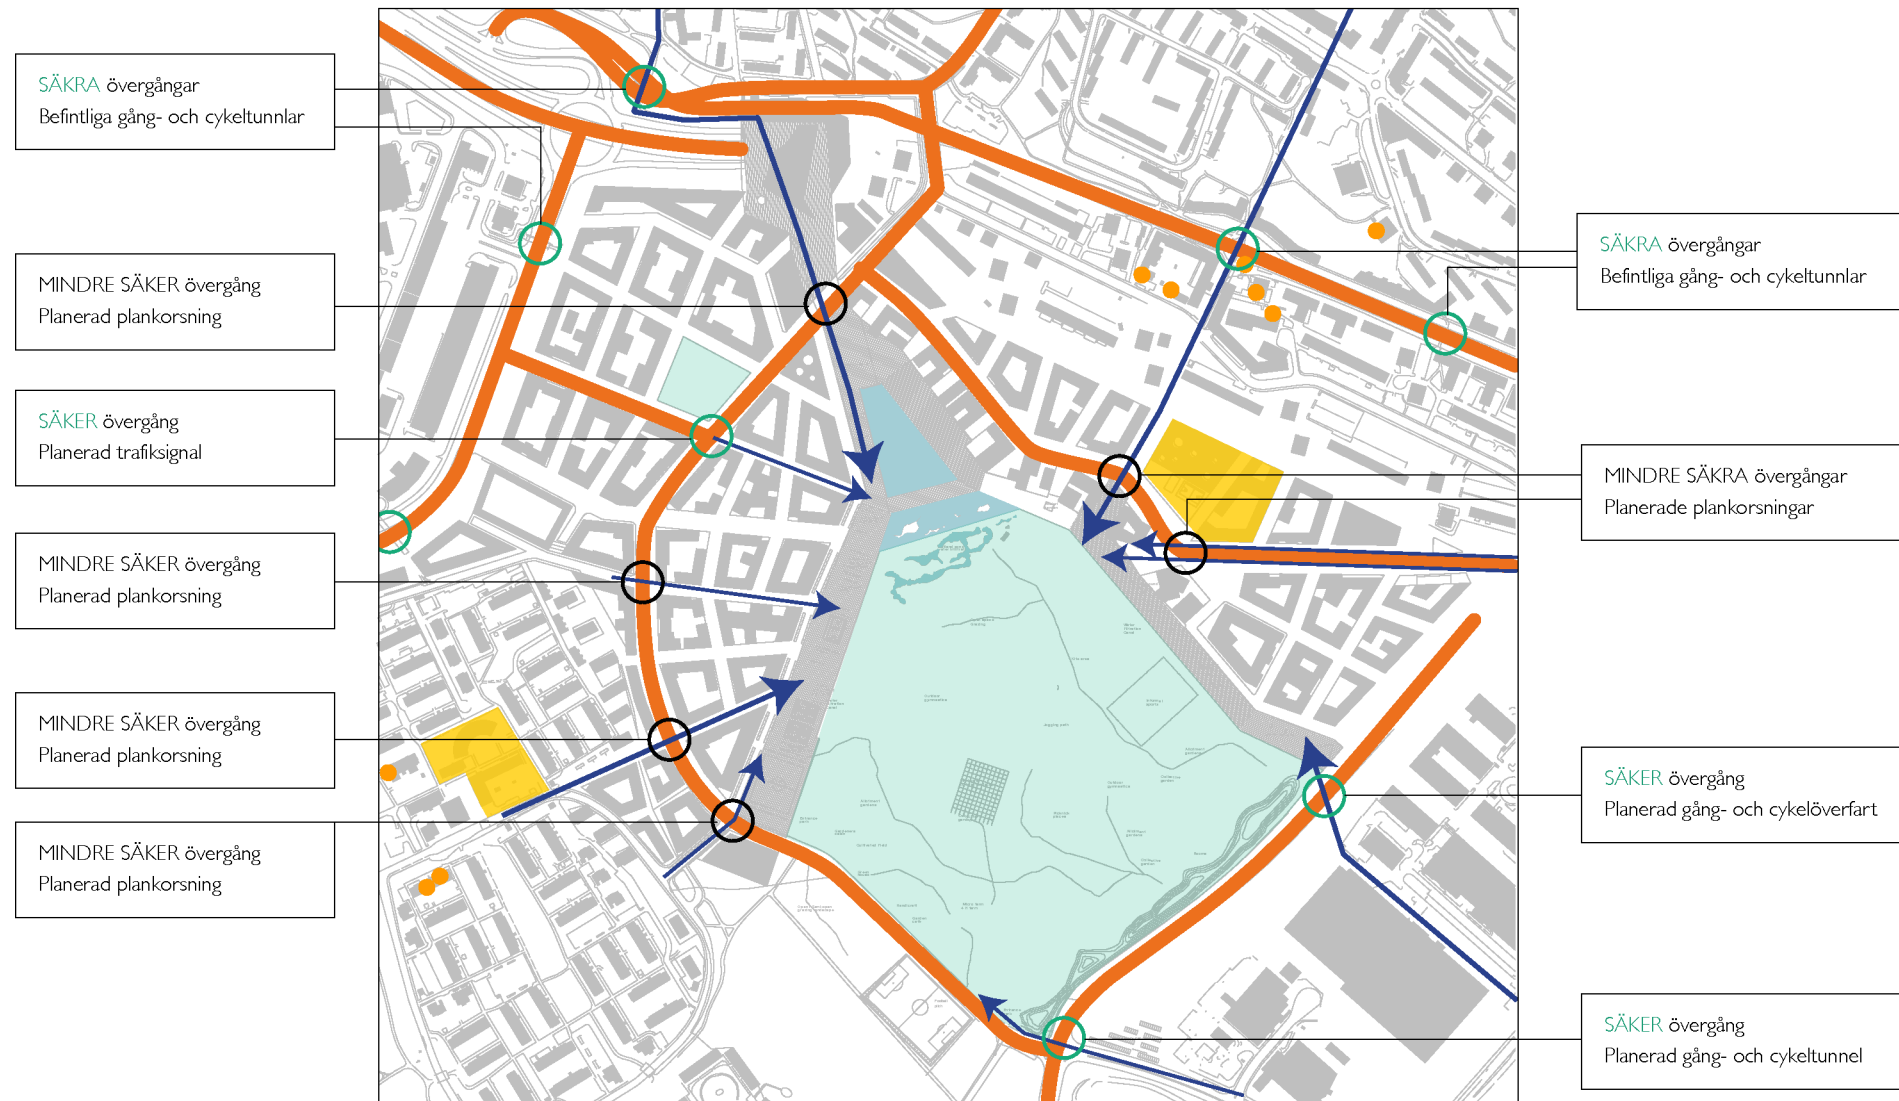 SÄKRA övergångar
Befintliga gång- och cykeltunnlar
MINDRE SÄKER övergång
Planerad plankorsning
SÄKER övergång
Planerad trafiksignal
MINDRE SÄKER övergång
Planerad plankorsning
MINDRE SÄKER övergång
Planerad plankorsning
MINDRE SÄKER övergång
Planerad plankorsning
SÄKRA övergångar
Befintliga gång- och cykeltunnlar
MINDRE SÄKRA övergångar
Planerade plankorsningar
SÄKER övergång
Planerad gång- och cykelöverfart
SÄKER övergång
Planerad gång- och cykeltunnel